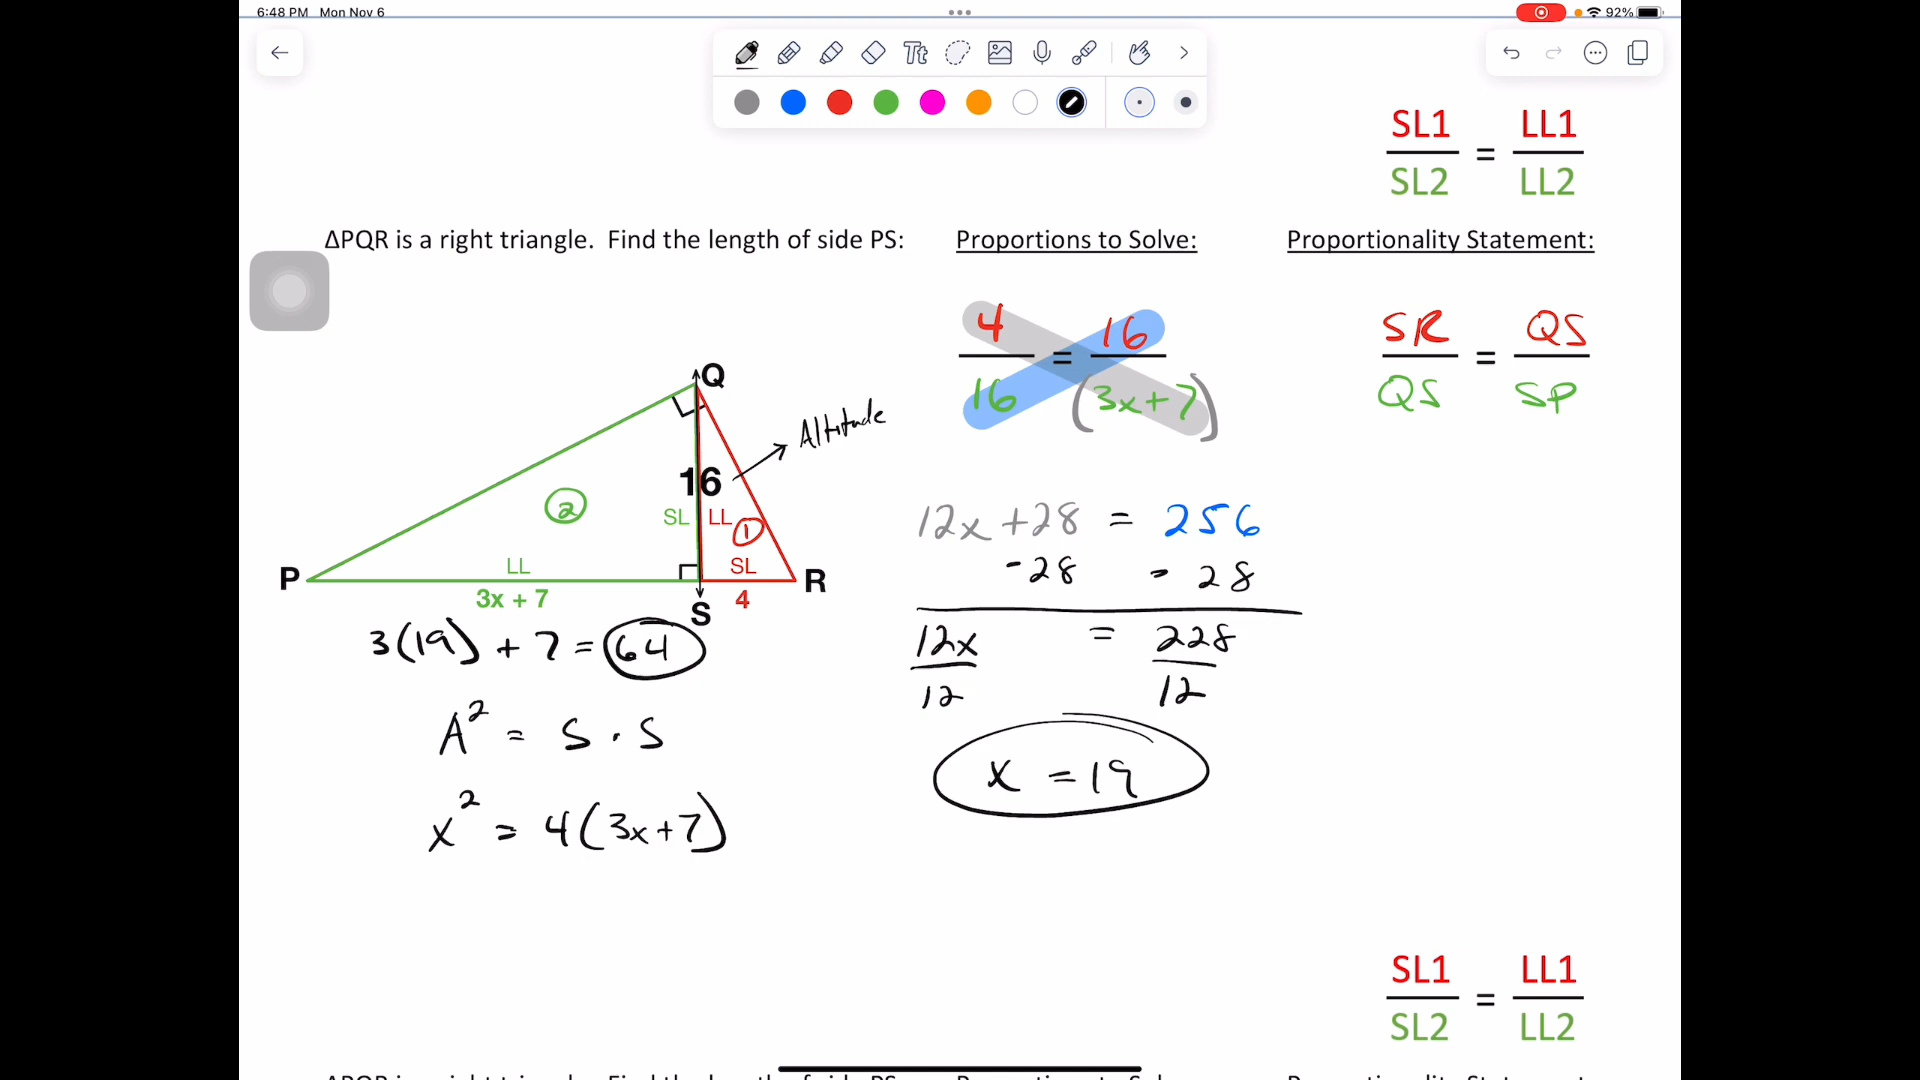 6:48 PM Mon Nov 6
92%
Tt
SL1 = LL1
SL2 LL2
ΔPQR is a right triangle. Find the length of side PS:
Proportions to Solve:
Proportionality Statement:
4 = 16
16 (3x+7)
SR = QS
QS SP
Q
Altitude
16
2
SL LL 1
LL SL
P R
3x + 7 S 4
3(19) + 7 = 64
A² = S · S
x² = 4(3x+7)
12x +28 = 256
-28 - 28
12x = 228
12 12
x = 19
SL1 = LL1
SL2 LL2